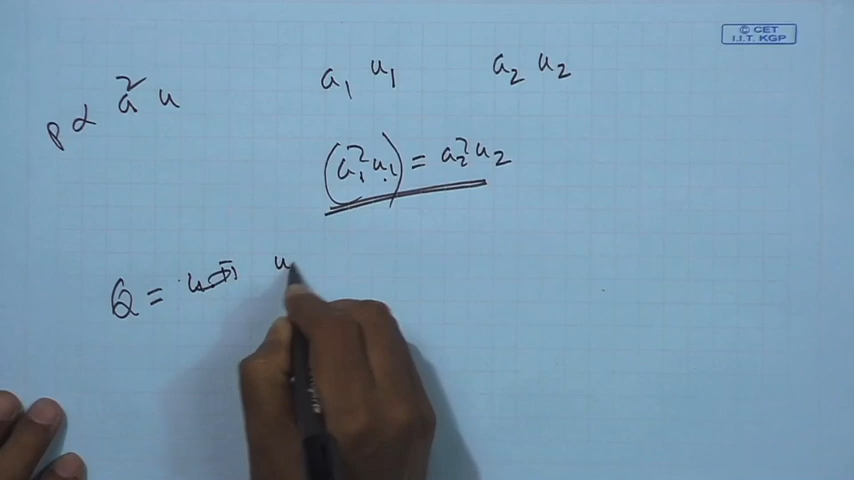 © CET
I.I.T. KGP
a₁ u₁ a₂ u₂
p ∝ a² u
(a₁² u₁) = a₂² u₂
Q = u